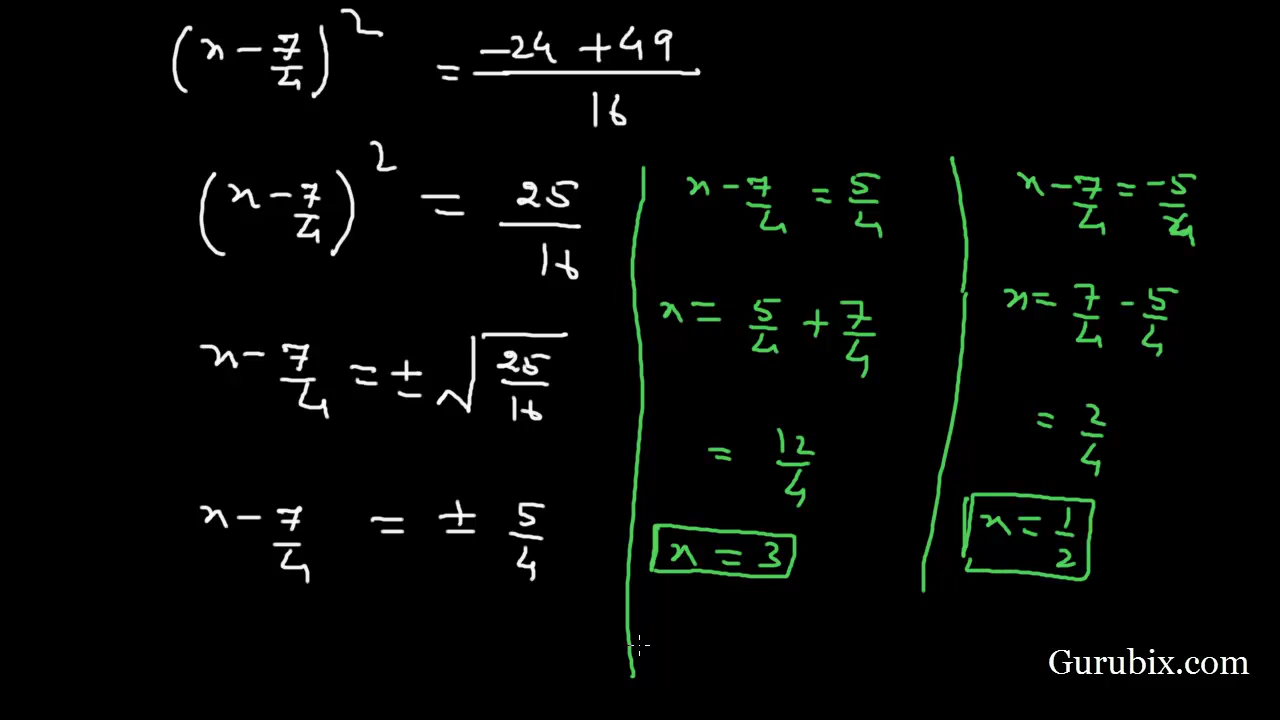 (x - 7/4)² = (-24 + 49)/16
(x - 7/4)² = 25/16
x - 7/4 = ± √(25/16)
x - 7/4 = ± 5/4
x - 7/4 = 5/4
x = 5/4 + 7/4
= 12/4
x = 3
x - 7/4 = -5/4
x = 7/4 - 5/4
= 2/4
x = 1/2
Gurubix.com